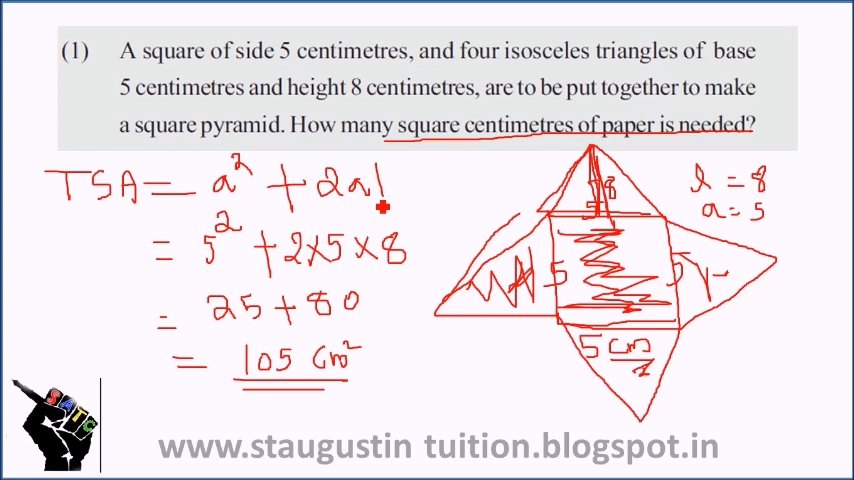 (1) A square of side 5 centimetres, and four isosceles triangles of base
5 centimetres and height 8 centimetres, are to be put together to make
a square pyramid. How many square centimetres of paper is needed?
TSA = a² + 2al
= 5² + 2×5×8
= 25 + 80
= 105 cm²
8
5
l = 8
a = 5
5
5
5 cm
SATC
www.staugustin tuition.blogspot.in